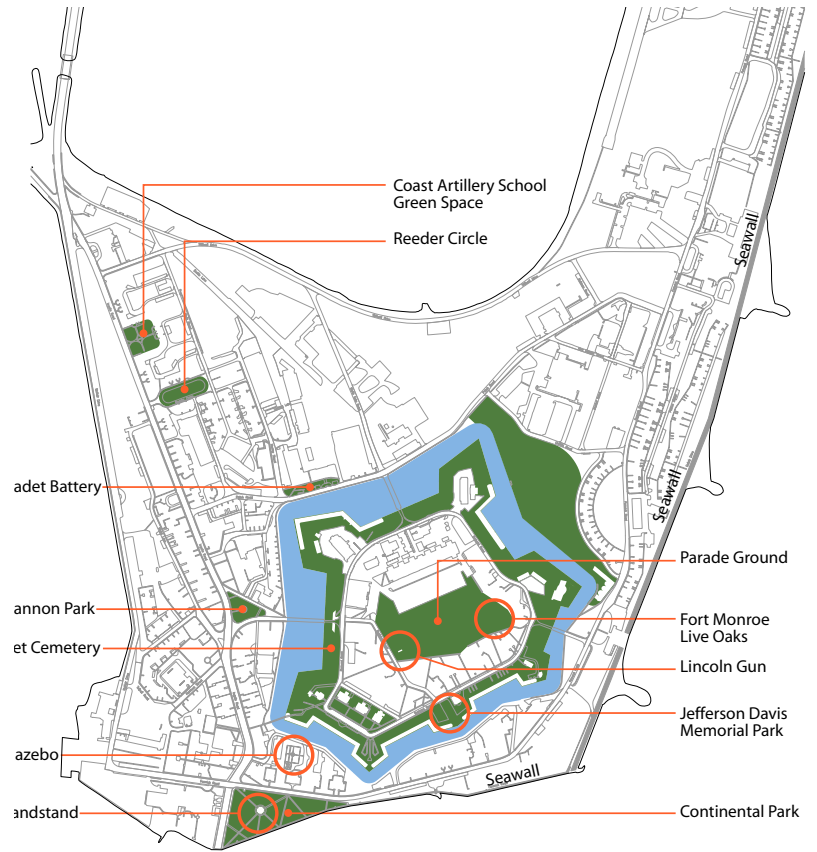 Coast Artillery School
Green Space
Reeder Circle
Seawall
adet Battery
Seawall
Parade Ground
annon Park
Fort Monroe
Live Oaks
et Cemetery
Lincoln Gun
Jefferson Davis
Memorial Park
azebo
Seawall
andstand
Continental Park